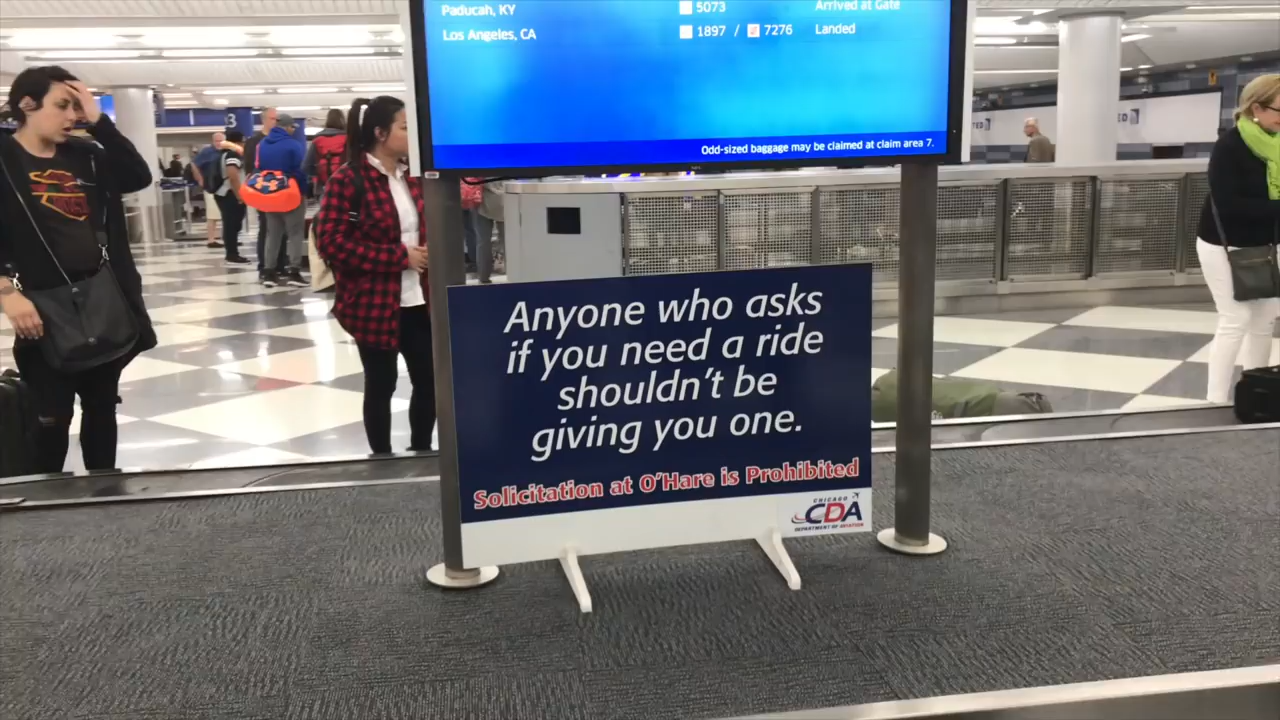 Paducah, KY 5073 Arrived at Gate
Los Angeles, CA 1897 / 7276 Landed
Odd-sized baggage may be claimed at claim area 7.
Anyone who asks
if you need a ride
shouldn't be
giving you one.
Solicitation at O'Hare is Prohibited
CHICAGO
CDA
DEPARTMENT OF AVIATION
3